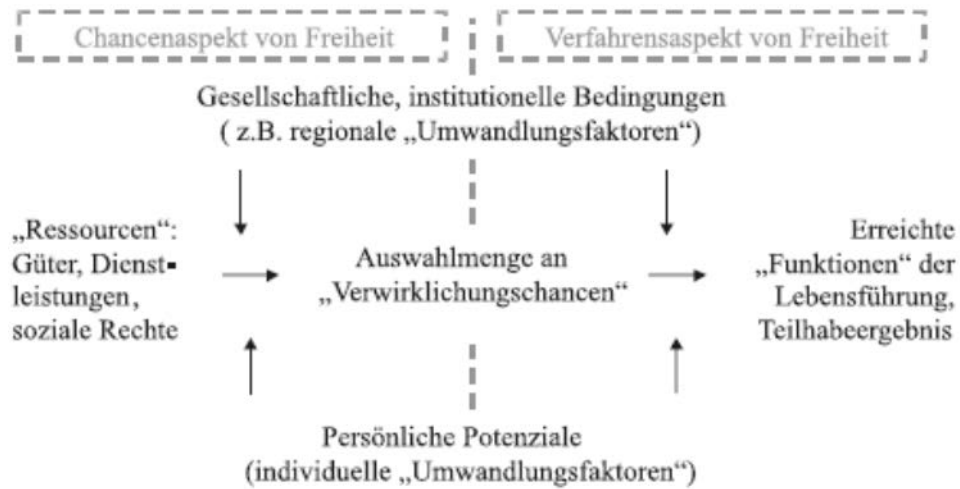 Chancenaspekt von Freiheit
Verfahrensaspekt von Freiheit
Gesellschaftliche, institutionelle Bedingungen
( z.B. regionale „Umwandlungsfaktoren“)
„Ressourcen“:
Güter, Dienst-
leistungen,
soziale Rechte
Auswahlmenge an
„Verwirklichungschancen“
Erreichte
„Funktionen“ der
Lebensführung,
Teilhabeergebnis
Persönliche Potenziale
(individuelle „Umwandlungsfaktoren“)